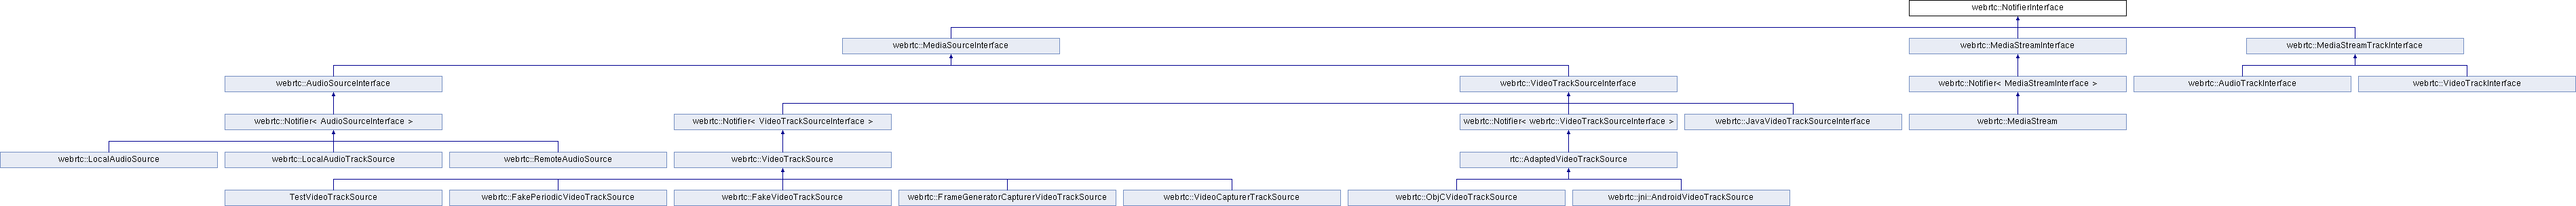 webrtc::NotifierInterface
webrtc::MediaSourceInterface
webrtc::MediaStreamInterface
webrtc::MediaStreamTrackInterface
webrtc::AudioSourceInterface
webrtc::VideoTrackSourceInterface
webrtc::Notifier< MediaStreamInterface >
webrtc::AudioTrackInterface
webrtc::VideoTrackInterface
webrtc::Notifier< AudioSourceInterface >
webrtc::Notifier< VideoTrackSourceInterface >
webrtc::Notifier< webrtc::VideoTrackSourceInterface >
webrtc::JavaVideoTrackSourceInterface
webrtc::MediaStream
webrtc::LocalAudioSource
webrtc::LocalAudioTrackSource
webrtc::RemoteAudioSource
webrtc::VideoTrackSource
rtc::AdaptedVideoTrackSource
TestVideoTrackSource
webrtc::FakePeriodicVideoTrackSource
webrtc::FakeVideoTrackSource
webrtc::FrameGeneratorCapturerVideoTrackSource
webrtc::VideoCapturerTrackSource
webrtc::ObjCVideoTrackSource
webrtc::jni::AndroidVideoTrackSource